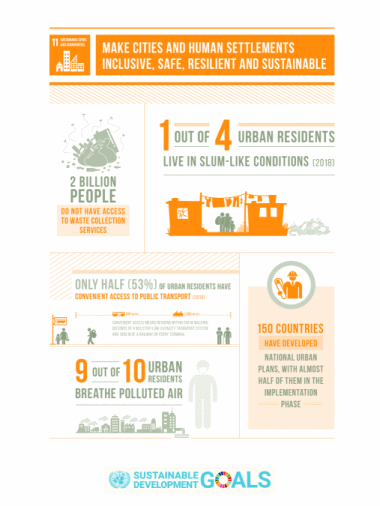 11 SUSTAINABLE CITIES
AND COMMUNITIES
MAKE CITIES AND HUMAN SETTLEMENTS
INCLUSIVE, SAFE, RESILIENT AND SUSTAINABLE
2 BILLION
PEOPLE
DO NOT HAVE ACCESS
TO WASTE COLLECTION
SERVICES
1 OUT OF 4 URBAN RESIDENTS
LIVE IN SLUM-LIKE CONDITIONS (2018)
ONLY HALF (53%) OF URBAN RESIDENTS HAVE
CONVENIENT ACCESS TO PUBLIC TRANSPORT
9 OUT OF 10 URBAN
RESIDENTS
BREATHE POLLUTED AIR
150 COUNTRIES
HAVE DEVELOPED
NATIONAL URBAN
PLANS, WITH ALMOST
HALF OF THEM IN THE
IMPLEMENTATION
PHASE
SUSTAINABLE
DEVELOPMENT GOALS